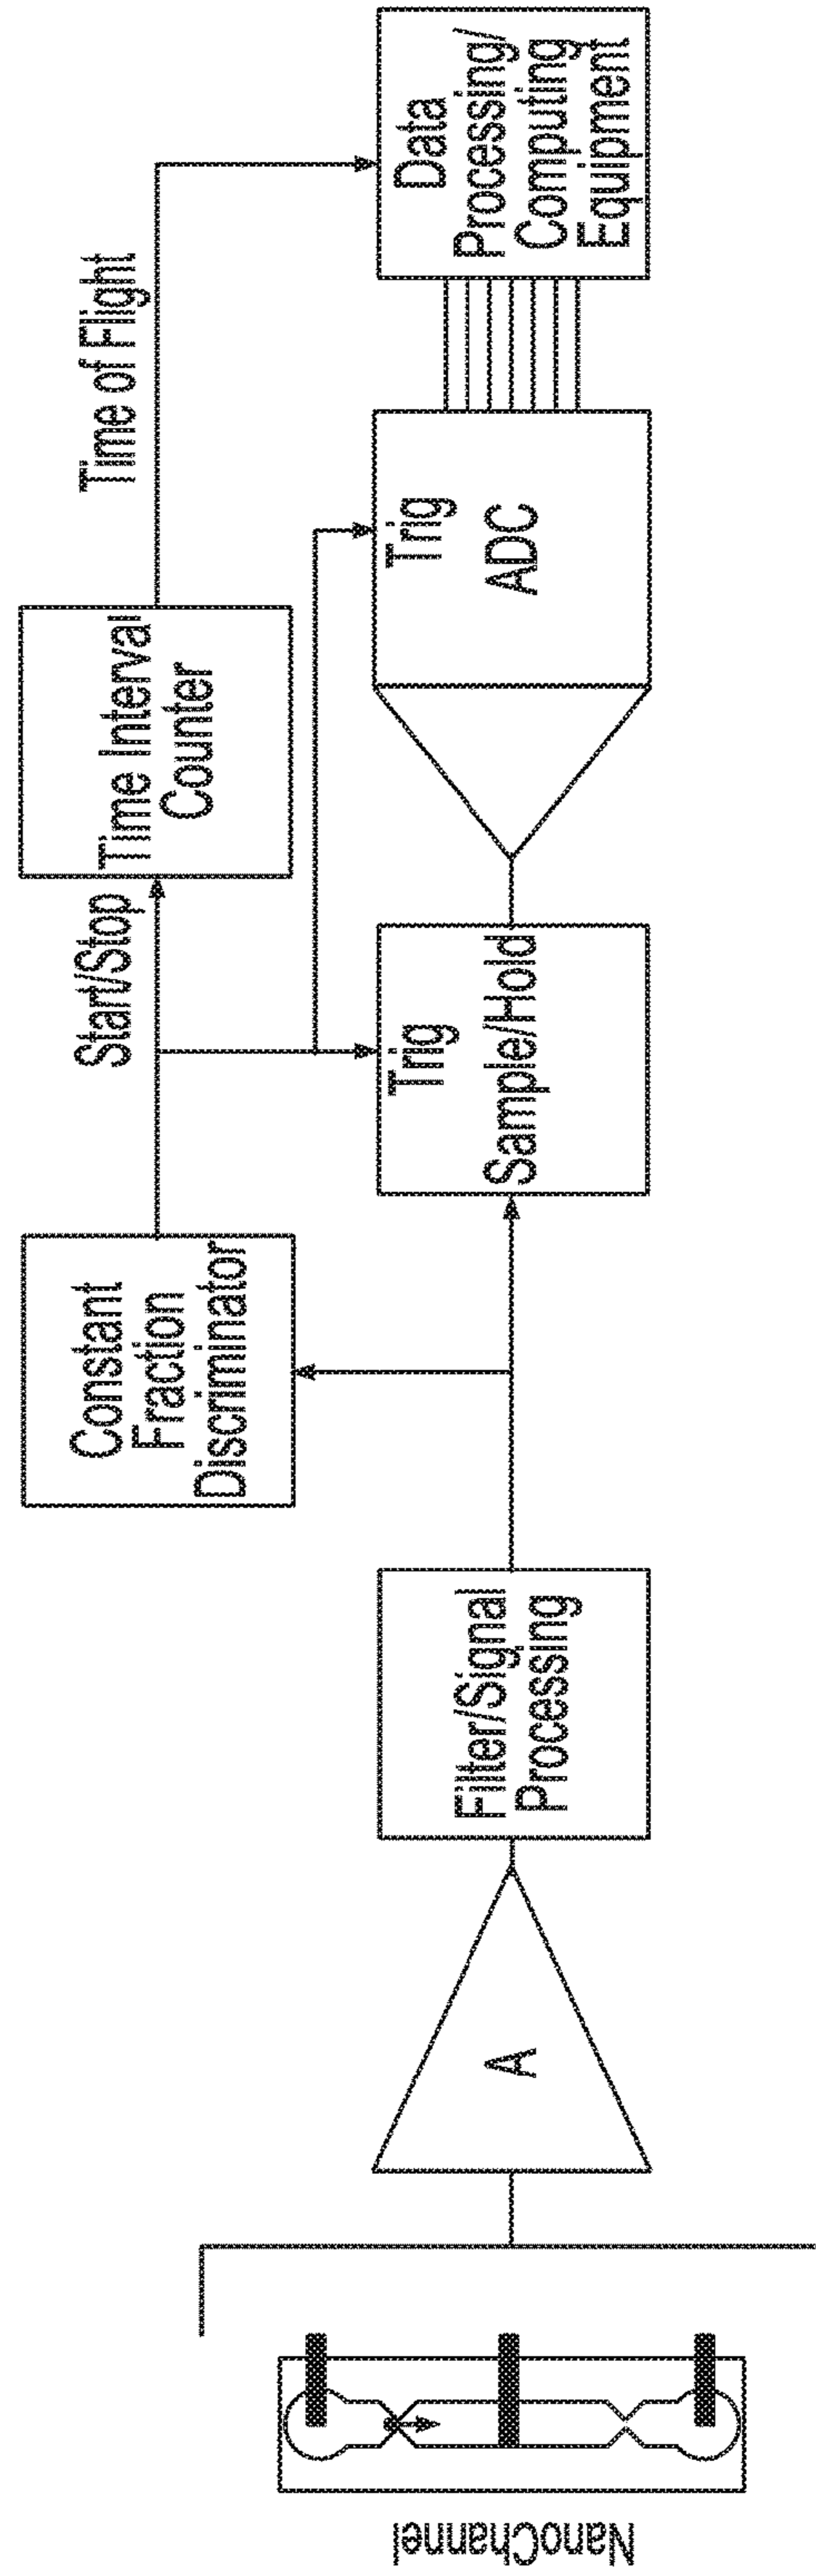 NanoChannel
A
Filter/Signal
Processing
Constant
Fraction
Discriminator
Start/Stop
Trig
Sample/Hold
Time Interval
Counter
Trig
ADC
Time of Flight
Data
Processing/
Computing
Equipment